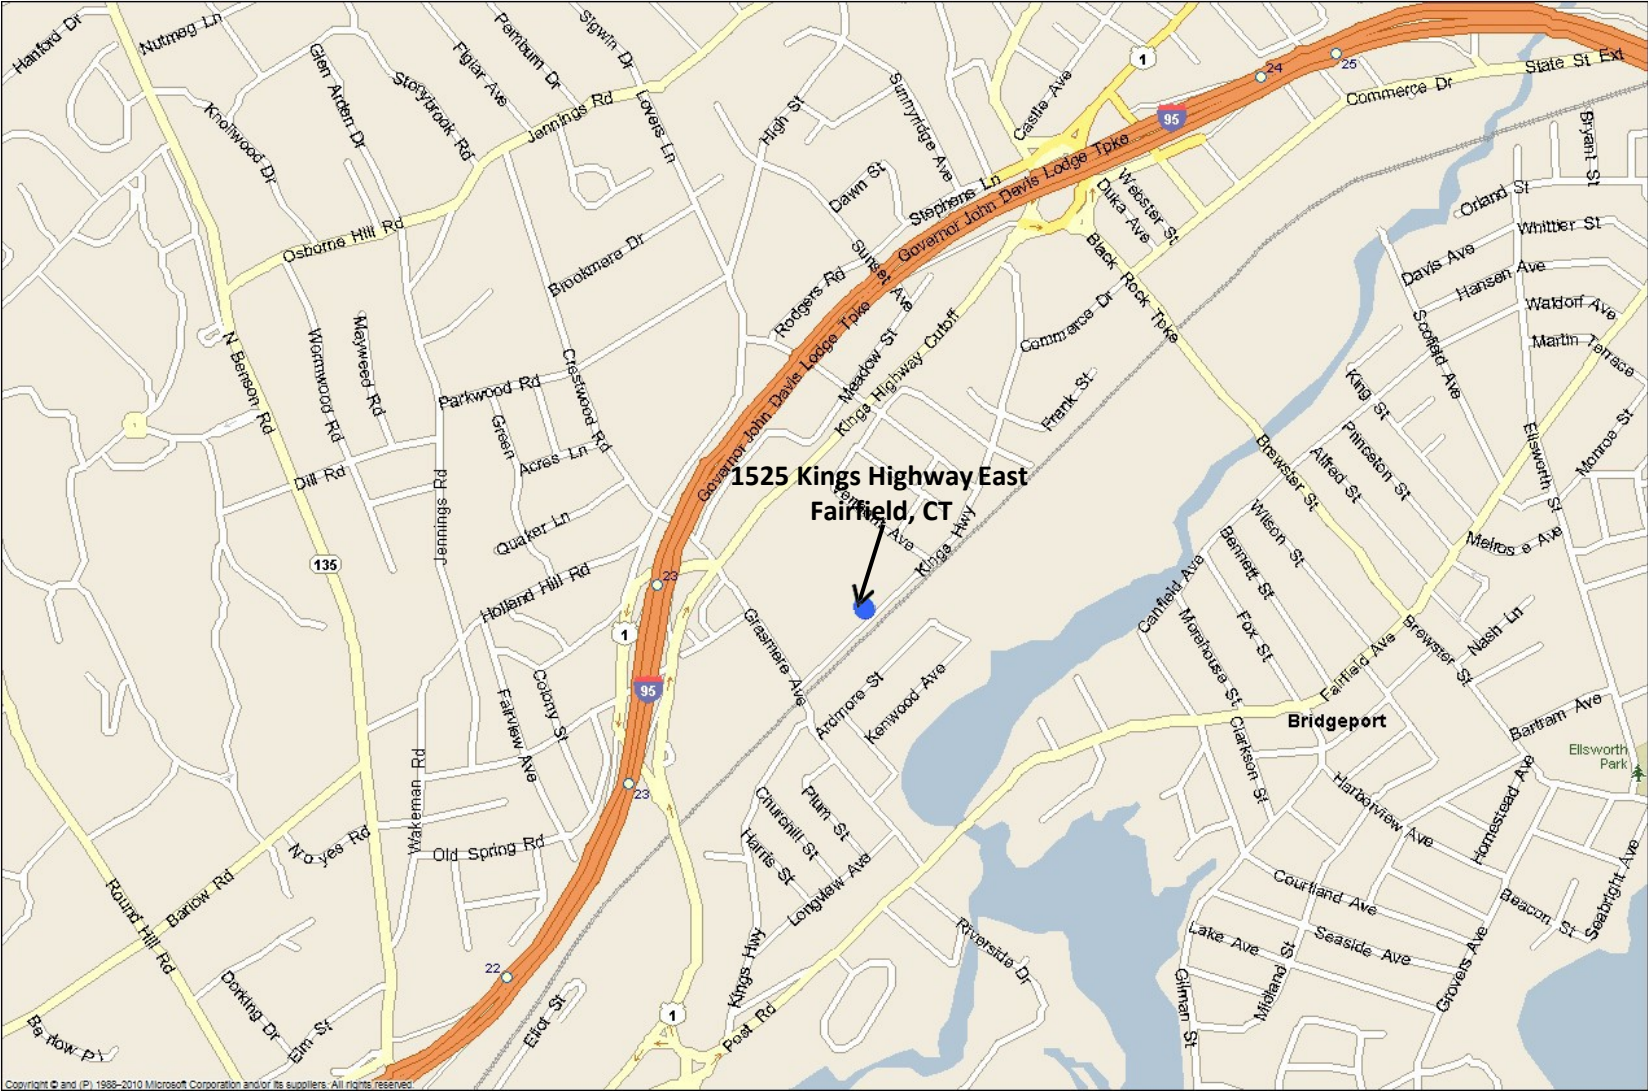 Hanford Dr
Nutmeg Ln
Glen Arden Dr
Figlar Ave
Pemburn Dr
Sigwin Dr
Storybrook Rd
Knollwood Dr
Jennings Rd
Lovers Ln
High St
Sunnyridge Ave
Castle Ave
1
24
25
95
Commerce Dr
State St Ext
Bryant St
Dawn St
Stephens Ln
Governor John Davis Lodge Tpke
Webster St
Duka Ave
Orland St
Whittier St
Osborne Hill Rd
Brookmere Dr
Sunset Ave
Rodgers Rd
Black Rock Tpke
Davis Ave
Hansen Ave
Waldorf Ave
Martin Terrace
N Benson Rd
Wormwood Rd
Mayweed Rd
Crestwood Rd
Governor John Davis Lodge Tpke
Meadow St
Kings Highway Cutoff
Commerce Dr
Scofield Ave
Parkwood Rd
Frank St
King St
Green
Acres Ln
Princeton St
Alfred St
Brewster St
Ellsworth St
Monroe St
Dill Rd
Jennings Rd
1525 Kings Highway East
Fairfield, CT
Ave
Kings Hwy
Quaker Ln
Wilson St
Melrose Ave
Bennett St
135
Holland Hill Rd
23
Canfield Ave
1
Grasmere Ave
Morehouse St
Fox St
Nash Ln
Brewster St
Fairfield Ave
95
Colony St
Fairview Ave
Ardmore St
Kenwood Ave
Bridgeport
Clarkson St
Bartram Ave
Ellsworth
Park
Wakeman Rd
23
Churchill St
Plum St
Harris St
Harborview Ave
Homestead Ave
Noyes Rd
Old Spring Rd
Longview Ave
Courtland Ave
Beacon St
Seabright Ave
Barlow Rd
Round Hill Rd
Riverside Dr
Lake Ave
Seaside Ave
Midland St
Grovers Ave
Gilman St
22
Kings Hwy
Dorking Dr
Elm St
Eliot St
1
Post Rd
Barlow Pl
Copyright © and (P) 1988–2010 Microsoft Corporation and/or its suppliers. All rights reserved.